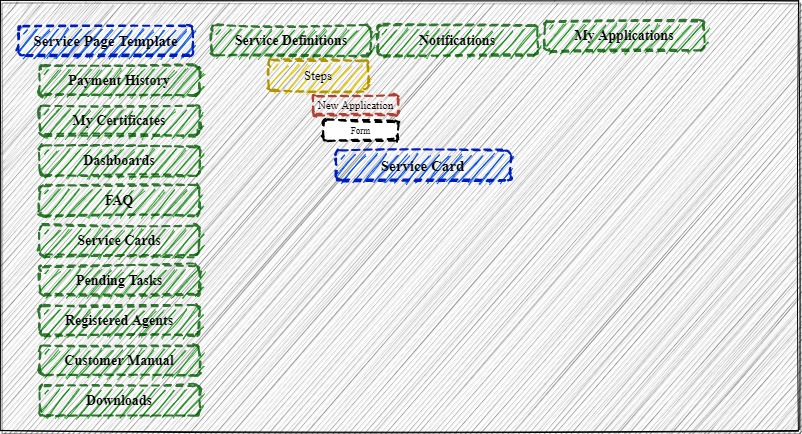 Service Page Template
Service Definitions
Notifications
My Applications
Payment History
Steps
New Application
My Certificates
Form
Dashboards
Service Card
FAQ
Service Cards
Pending Tasks
Registered Agents
Customer Manual
Downloads